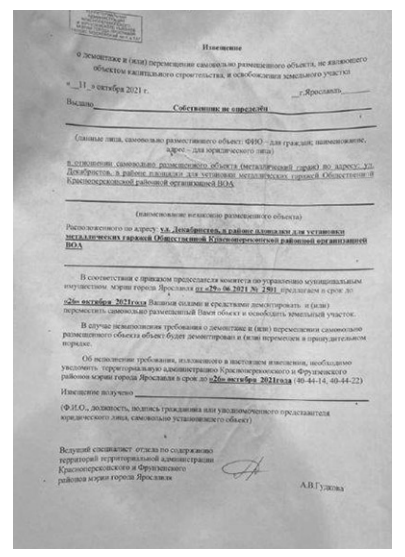 Извещение
о демонтаже и (или) перемещении самовольно размещенного объекта, не являющегося
объектом капитального строительства, и освобождении земельного участка
« _11_» октября 2021 г. _г.Ярославль_
Выдано Собственник не определён
(данные лица, самовольно разместившего объект: ФИО - для граждан; наименование,
адрес - для юридического лица)
в отношении самовольно размещенного объекта (металлический гараж) по адресу: ул.
Декабристов, в районе площадки для установки металлических гаражей Общественной
Красноперекопской районной организацией ВОА
(наименование незаконно размещенного объекта)
Расположенного по адресу: ул. Декабристов, в районе площадки для установки
металлических гаражей Общественной Красноперекопской районной организацией
ВОА
В соответствии с приказом председателя комитета по управлению муниципальным
имуществом мэрии города Ярославля от «29» 06.2021 № 2801 предлагаем в срок до
«26» октября 2021года Вашими силами и средствами демонтировать и (или)
переместить самовольно размещенный Вами объект и освободить земельный участок.
В случае невыполнения требования о демонтаже и (или) перемещении самовольно
размещенного объекта объект будет демонтирован и (или) перемещен в принудительном
порядке.
Об исполнении требования, изложенного в настоящем извещении, необходимо
уведомить территориальную администрацию Красноперекопского и Фрунзенского
районов мэрии города Ярославля в срок до «26» октября 2021года (40-44-14, 40-44-22)
Извещение получено
(Ф.И.О., должность, подпись гражданина или уполномоченного представителя
юридического лица, самовольно установившего объект)
Ведущий специалист отдела по содержанию
территорий территориальной администрации
Красноперекопского и Фрунзенского
районов мэрии города Ярославля
А.В.Гудкова